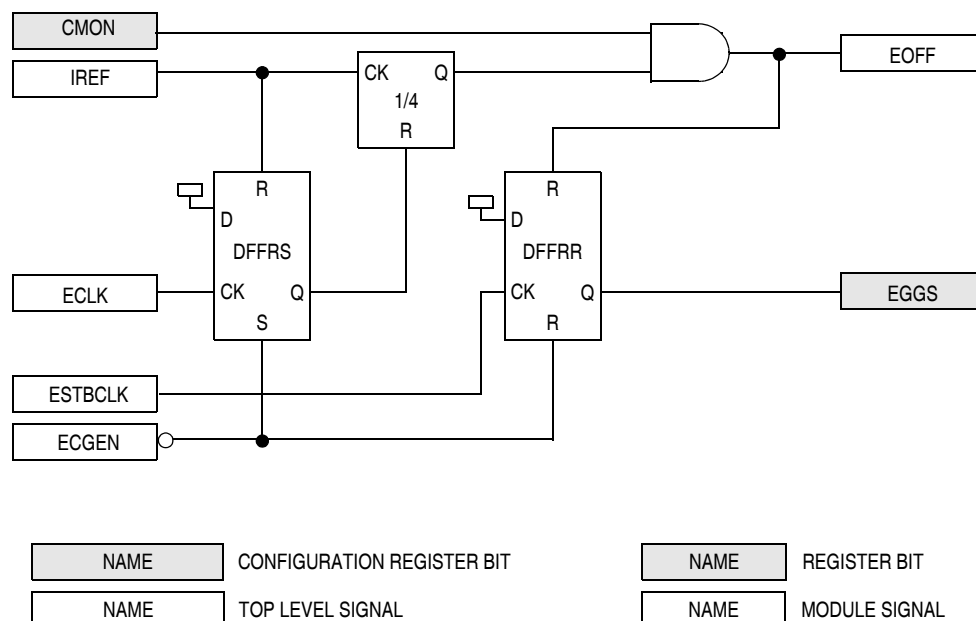 CMON
EOFF
IREF
CK Q
1/4
R
R
D
DFFRS
CK Q
S
R
D
DFFRR
CK Q
R
ECLK
EGGS
ESTBCLK
ECGEN
NAME CONFIGURATION REGISTER BIT
NAME REGISTER BIT
NAME TOP LEVEL SIGNAL
NAME MODULE SIGNAL